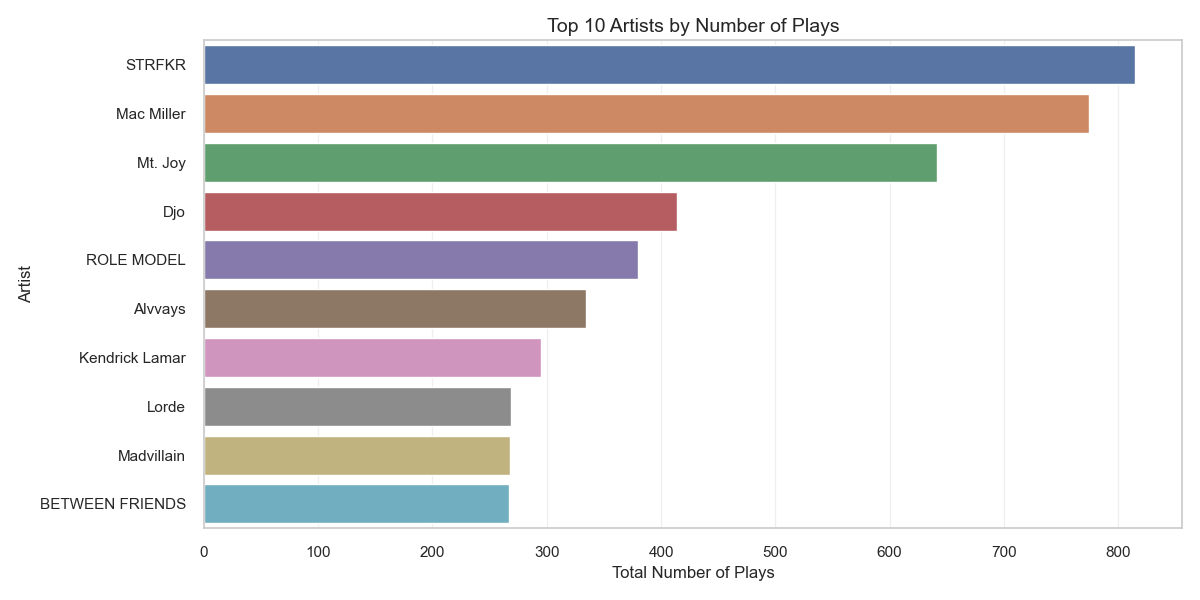 Top 10 Artists by Number of Plays
Artist
STRFKR
Mac Miller
Mt. Joy
Djo
ROLE MODEL
Alvvays
Kendrick Lamar
Lorde
Madvillain
BETWEEN FRIENDS
0 100 200 300 400 500 600 700 800
Total Number of Plays